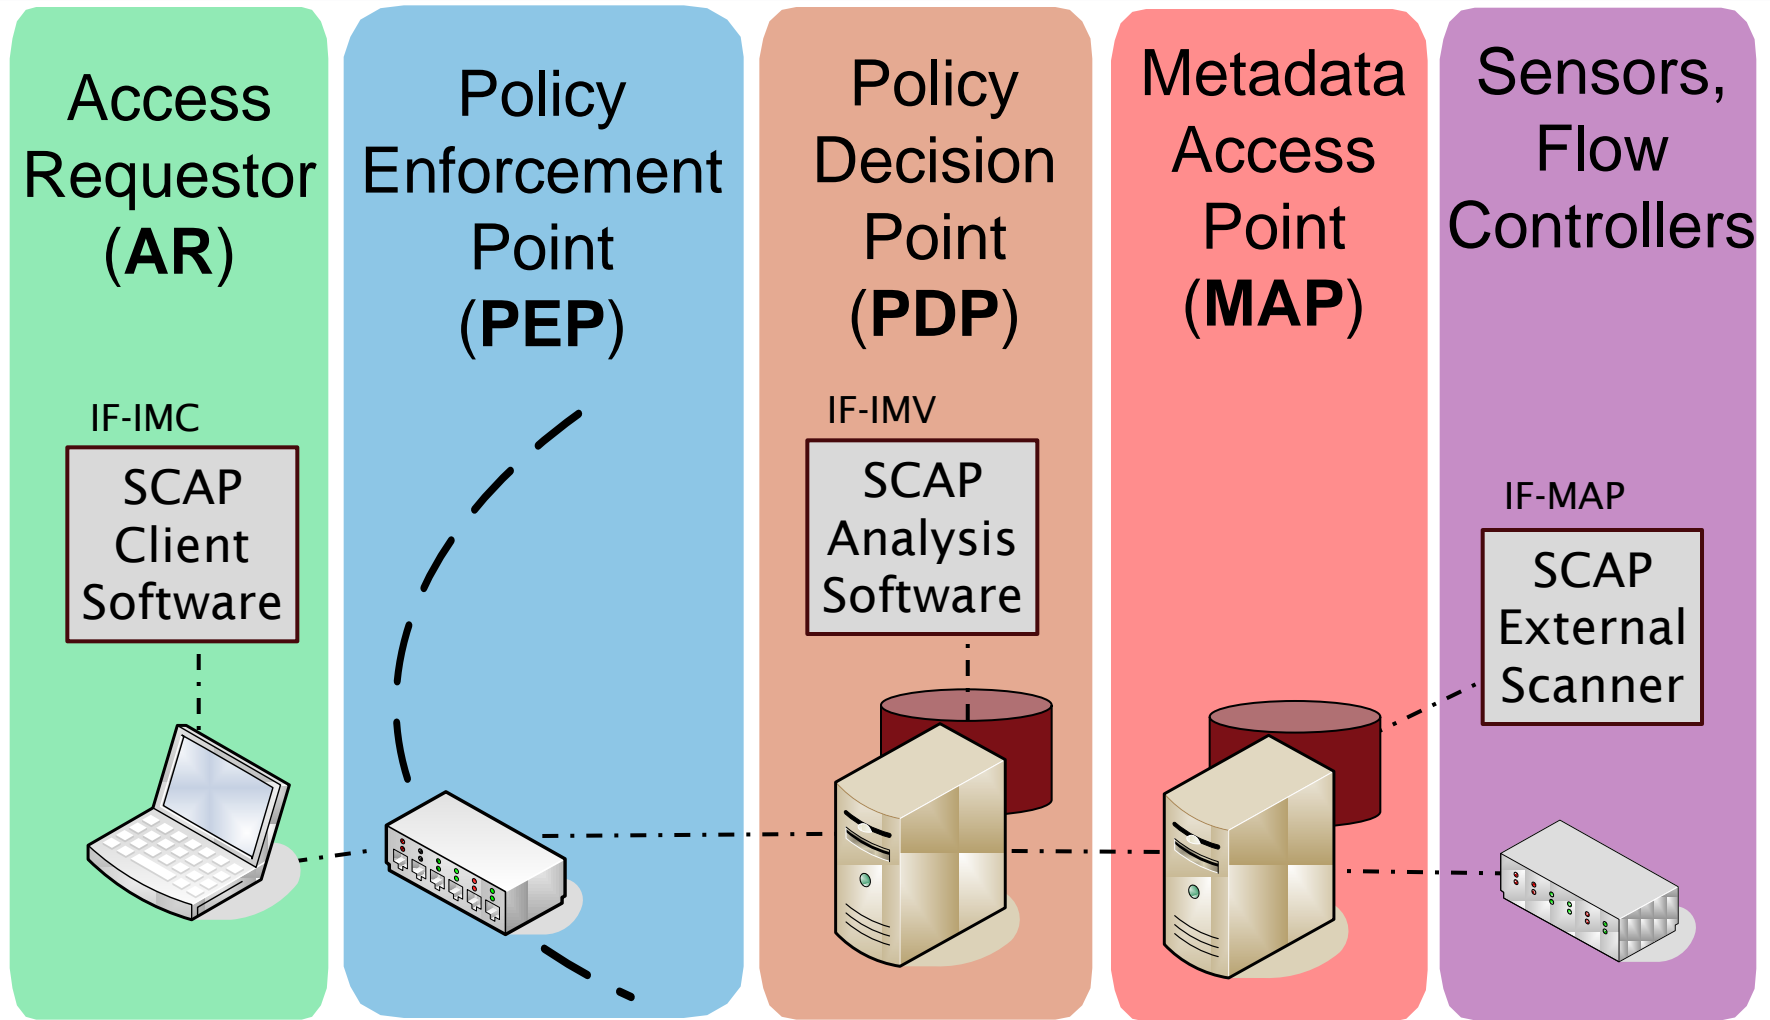 Access
Requestor
(AR)
Policy
Enforcement
Point
(PEP)
Policy
Decision
Point
(PDP)
Metadata
Access
Point
(MAP)
Sensors,
Flow
Controllers
IF-IMC
SCAP
Client
Software
IF-IMV
SCAP
Analysis
Software
IF-MAP
SCAP
External
Scanner